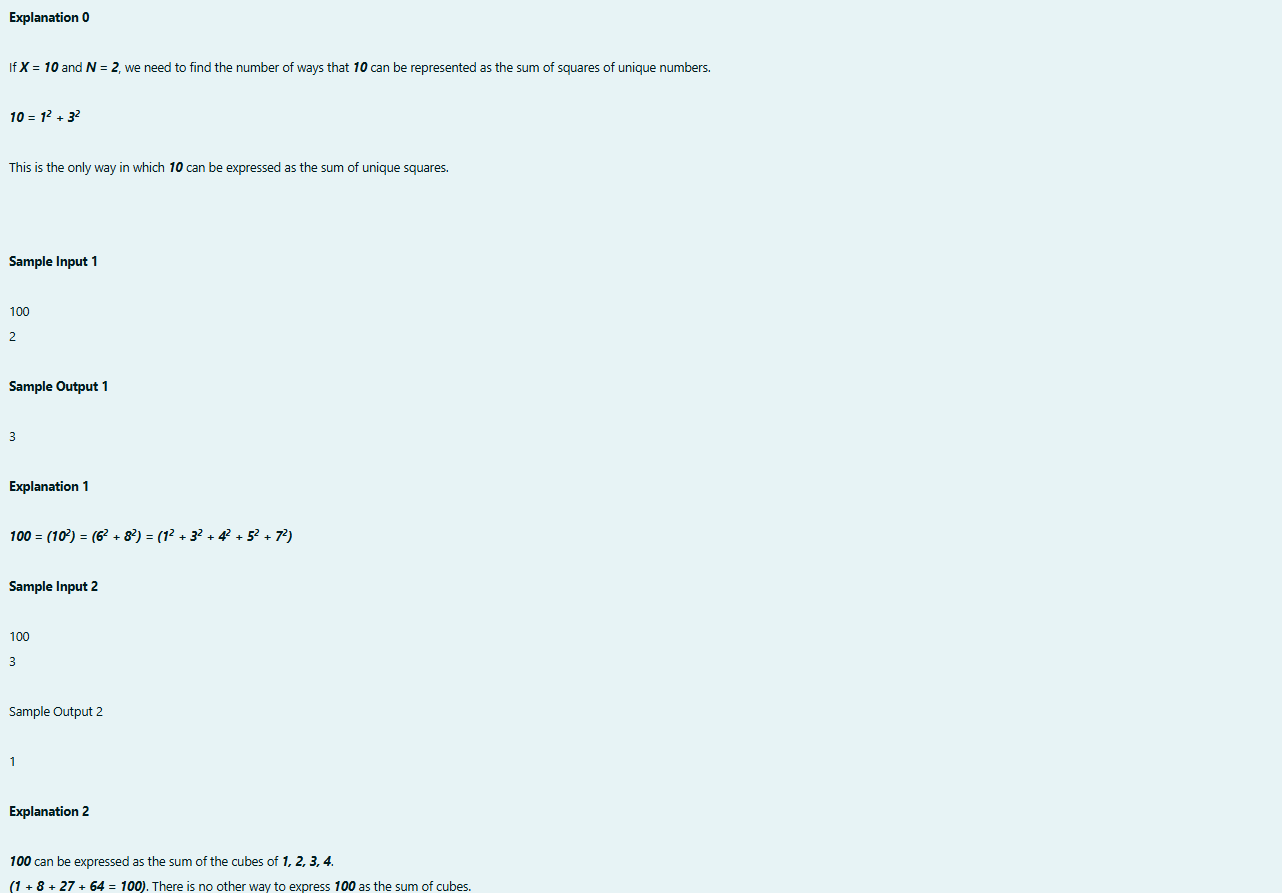 Explanation 0
If X = 10 and N = 2, we need to find the number of ways that 10 can be represented as the sum of squares of unique numbers.
10 = 1² + 3²
This is the only way in which 10 can be expressed as the sum of unique squares.
Sample Input 1
100
2
Sample Output 1
3
Explanation 1
100 = (10²) = (6² + 8²) = (1² + 3² + 4² + 5² + 7²)
Sample Input 2
100
3
Sample Output 2
1
Explanation 2
100 can be expressed as the sum of the cubes of 1, 2, 3, 4.
(1 + 8 + 27 + 64 = 100). There is no other way to express 100 as the sum of cubes.